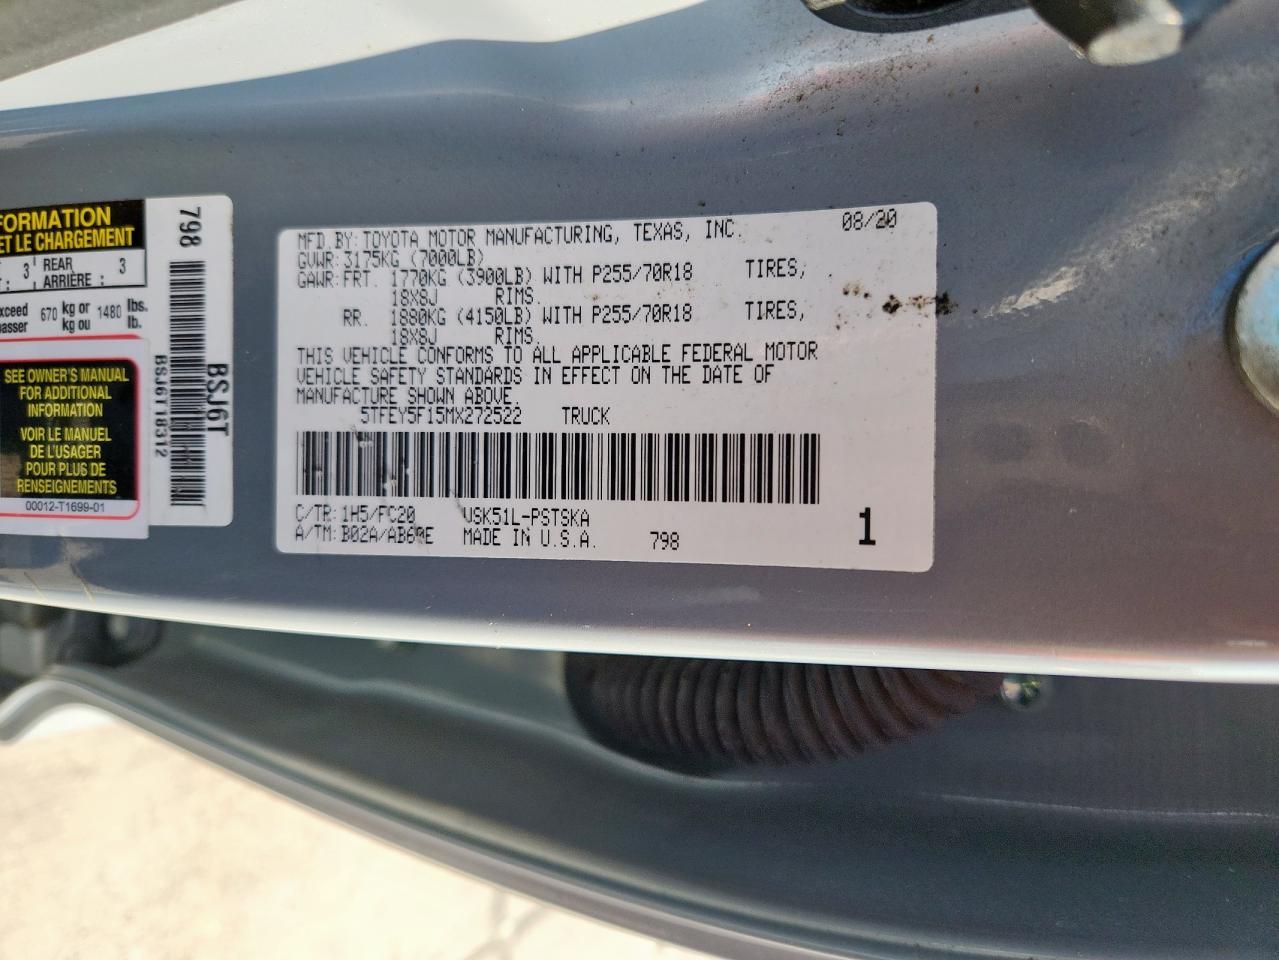 FORMATION
ET LE CHARGEMENT
3 REAR ARRIÈRE : 3
670 kg or kg ou 1480 lbs. lb.
SEE OWNER'S MANUAL
FOR ADDITIONAL
INFORMATION
VOIR LE MANUEL
DE L'USAGER
POUR PLUS DE
RENSEIGNEMENTS
00012-T1699-01
798
BSJ6T
BSJ6T18312
MFD.BY:TOYOTA MOTOR MANUFACTURING, TEXAS, INC. 08/20
GVWR:3175KG (7000LB)
GAWR:FRT. 1770KG (3900LB) WITH P255/70R18 TIRES,
18X8J RIMS.
RR. 1880KG (4150LB) WITH P255/70R18 TIRES,
18X8J RIMS.
THIS VEHICLE CONFORMS TO ALL APPLICABLE FEDERAL MOTOR
VEHICLE SAFETY STANDARDS IN EFFECT ON THE DATE OF
MANUFACTURE SHOWN ABOVE.
5TFEY5F15MX272522 TRUCK
C/TR:1H5/FC20 USK51L-PSTSKA
A/TM:B02A/AB60E MADE IN U.S.A. 798
1